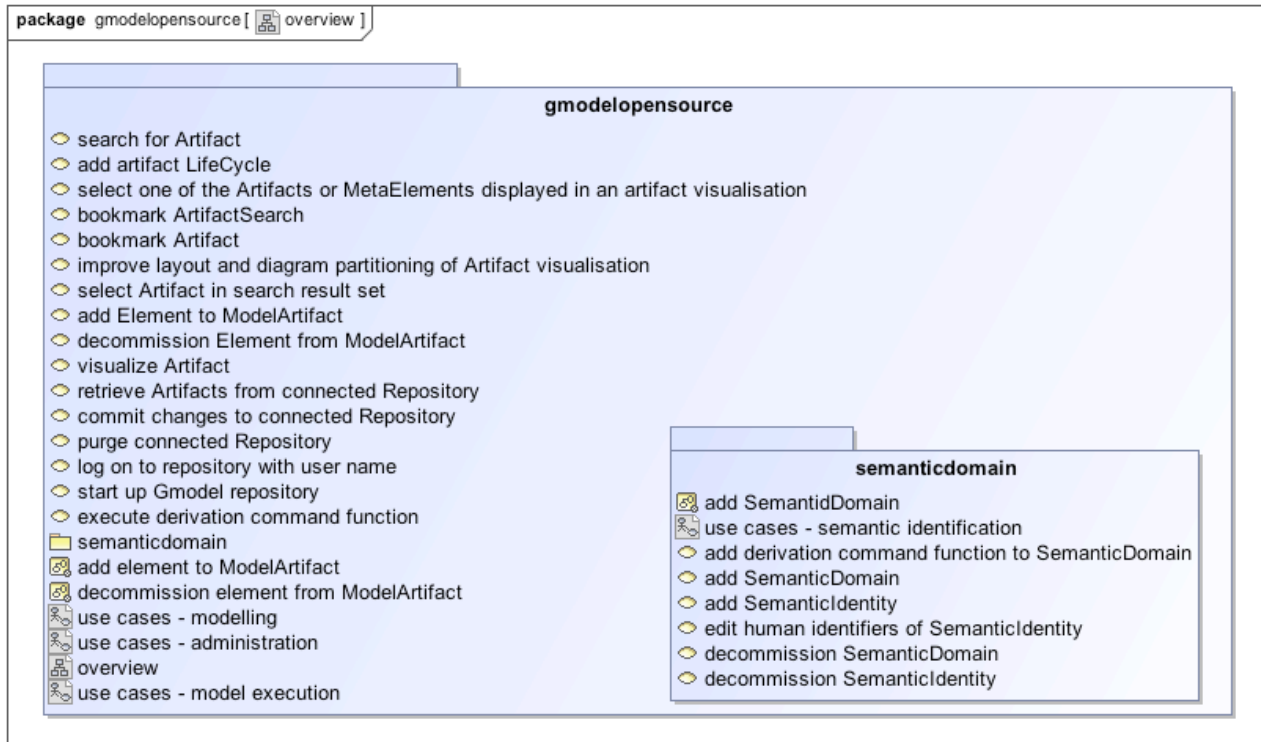 package gmodelopensource [ overview ]
gmodelopensource
search for Artifact
add artifact LifeCycle
select one of the Artifacts or MetaElements displayed in an artifact visualisation
bookmark ArtifactSearch
bookmark Artifact
improve layout and diagram partitioning of Artifact visualisation
select Artifact in search result set
add Element to ModelArtifact
decommission Element from ModelArtifact
visualize Artifact
retrieve Artifacts from connected Repository
commit changes to connected Repository
purge connected Repository
log on to repository with user name
start up Gmodel repository
execute derivation command function
semanticdomain
add element to ModelArtifact
decommission element from ModelArtifact
use cases - modelling
use cases - administration
overview
use cases - model execution
semanticdomain
add SemantidDomain
use cases - semantic identification
add derivation command function to SemanticDomain
add SemanticDomain
add SemanticIdentity
edit human identifiers of SemanticIdentity
decommission SemanticDomain
decommission SemanticIdentity